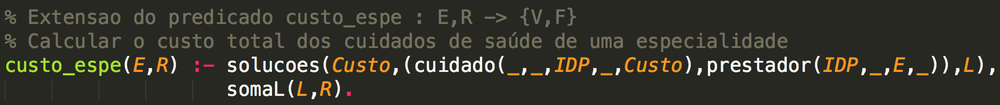 % Extensao do predicado custo_espe : E,R -> {V,F}
% Calcular o custo total dos cuidados de saúde de uma especialidade
custo_espe(E,R) :- solucoes(Custo,(cuidado(_,_,IDP,_,Custo),prestador(IDP,_,E,_)),L),
somaL(L,R).